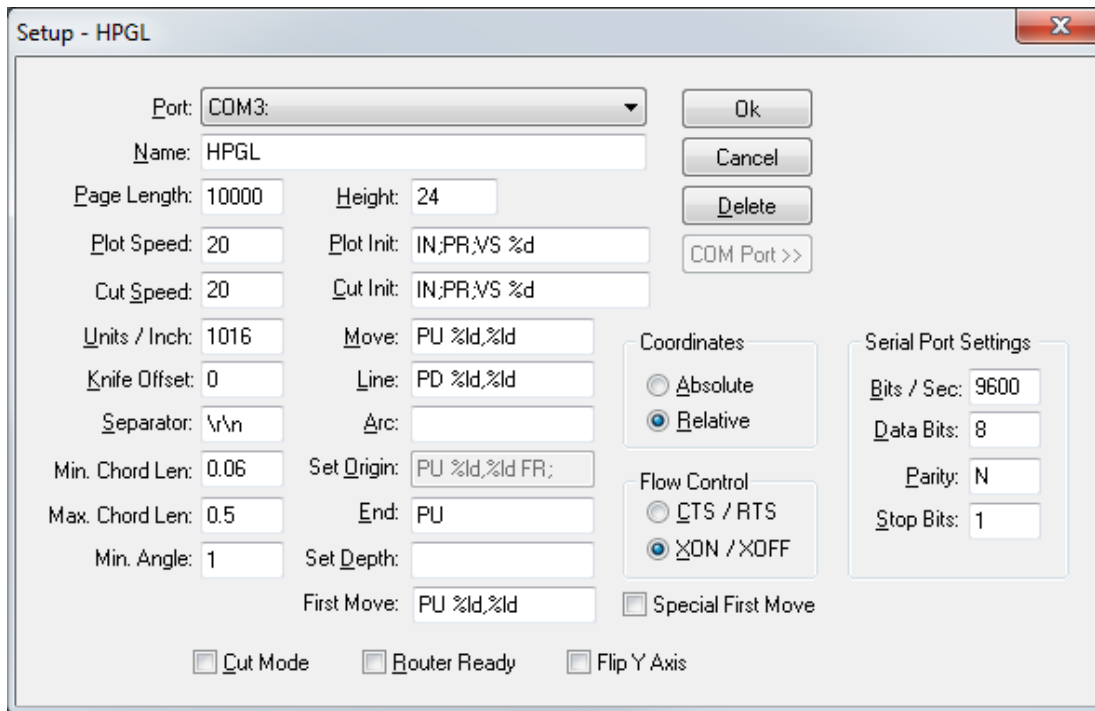 Setup - HPGL
Port: COM3: Ok
Name: HPGL Cancel
Page Length: 10000 Height: 24 Delete
Plot Speed: 20 Plot Init: IN;PR;VS %d COM Port >>
Cut Speed: 20 Cut Init: IN;PR;VS %d
Units / Inch: 1016 Move: PU %ld,%ld Coordinates Serial Port Settings
Knife Offset: 0 Line: PD %ld,%ld Absolute Bits / Sec: 9600
Separator: \r\n Arc: Relative Data Bits: 8
Min. Chord Len: 0.06 Set Origin: PU %ld,%ld FR; Flow Control Parity: N
Max. Chord Len: 0.5 End: PU CTS / RTS Stop Bits: 1
Min. Angle: 1 Set Depth: XON / XOFF
First Move: PU %ld,%ld Special First Move
Cut Mode Router Ready Flip Y Axis